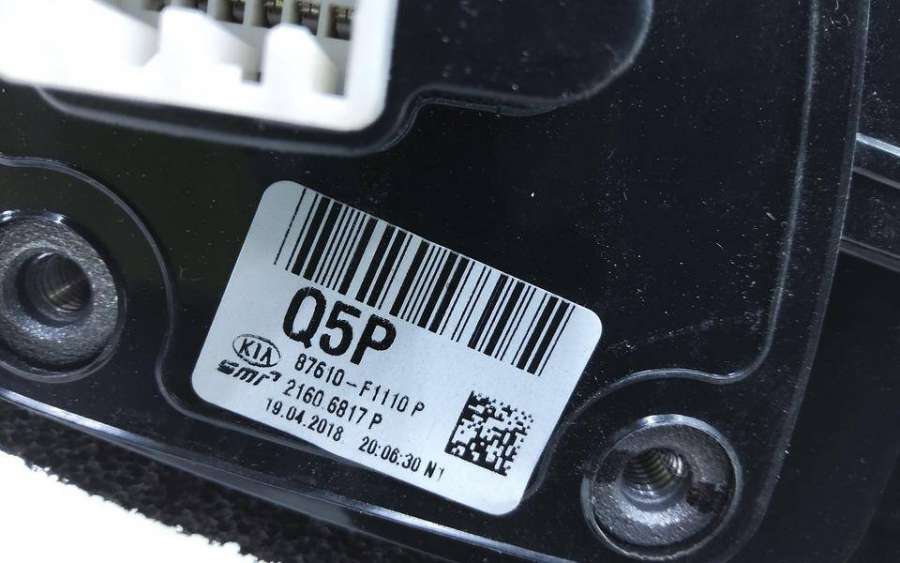 Q5P
KIA
87610-F1110 P
smr
2160 6817 P
19.04.2018 20:06:30 N1